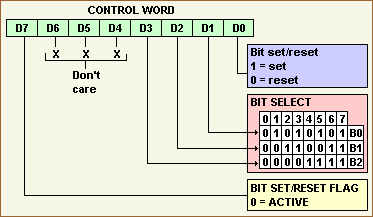 CONTROL WORD
D7 D6 D5 D4 D3 D2 D1 D0
X X X
Don't
care
Bit set/reset
1 = set
0 = reset
BIT SELECT
0 1 2 3 4 5 6 7
0 1 0 1 0 1 0 1 B0
0 0 1 1 0 0 1 1 B1
0 0 0 0 1 1 1 1 B2
BIT SET/RESET FLAG
0 = ACTIVE